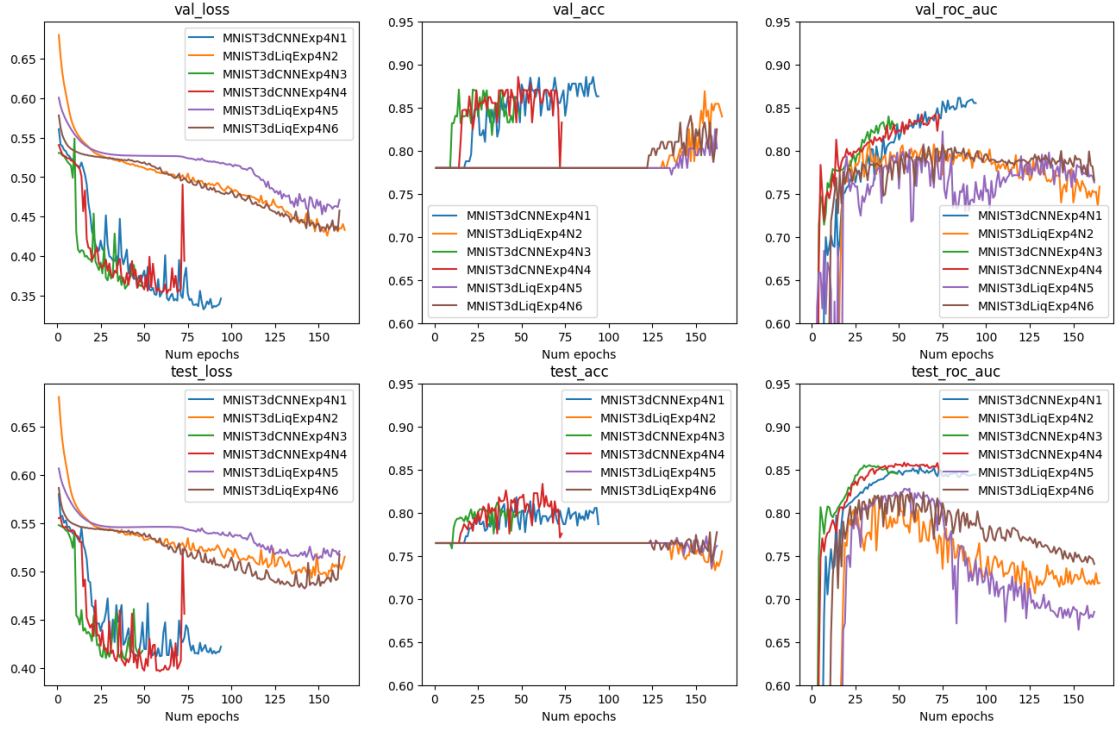 val_loss
0.65
0.60
0.55
0.50
0.45
0.40
0.35
0
25
50
75
100
125
150
Num epochs
MNIST3dCNNExp4N1
MNIST3dLiqExp4N2
MNIST3dCNNExp4N3
MNIST3dCNNExp4N4
MNIST3dLiqExp4N5
MNIST3dLiqExp4N6
val_acc
0.95
0.90
0.85
0.80
0.75
0.70
0.65
0.60
0
25
50
75
100
125
150
Num epochs
MNIST3dCNNExp4N1
MNIST3dLiqExp4N2
MNIST3dCNNExp4N3
MNIST3dCNNExp4N4
MNIST3dLiqExp4N5
MNIST3dLiqExp4N6
val_roc_auc
0.95
0.90
0.85
0.80
0.75
0.70
0.65
0.60
0
25
50
75
100
125
150
Num epochs
MNIST3dCNNExp4N1
MNIST3dLiqExp4N2
MNIST3dCNNExp4N3
MNIST3dCNNExp4N4
MNIST3dLiqExp4N5
MNIST3dLiqExp4N6
test_loss
0.65
0.60
0.55
0.50
0.45
0.40
0
25
50
75
100
125
150
Num epochs
MNIST3dCNNExp4N1
MNIST3dLiqExp4N2
MNIST3dCNNExp4N3
MNIST3dCNNExp4N4
MNIST3dLiqExp4N5
MNIST3dLiqExp4N6
test_acc
0.95
0.90
0.85
0.80
0.75
0.70
0.65
0.60
0
25
50
75
100
125
150
Num epochs
MNIST3dCNNExp4N1
MNIST3dLiqExp4N2
MNIST3dCNNExp4N3
MNIST3dCNNExp4N4
MNIST3dLiqExp4N5
MNIST3dLiqExp4N6
test_roc_auc
0.95
0.90
0.85
0.80
0.75
0.70
0.65
0.60
0
25
50
75
100
125
150
Num epochs
MNIST3dCNNExp4N1
MNIST3dLiqExp4N2
MNIST3dCNNExp4N3
MNIST3dCNNExp4N4
MNIST3dLiqExp4N5
MNIST3dLiqExp4N6